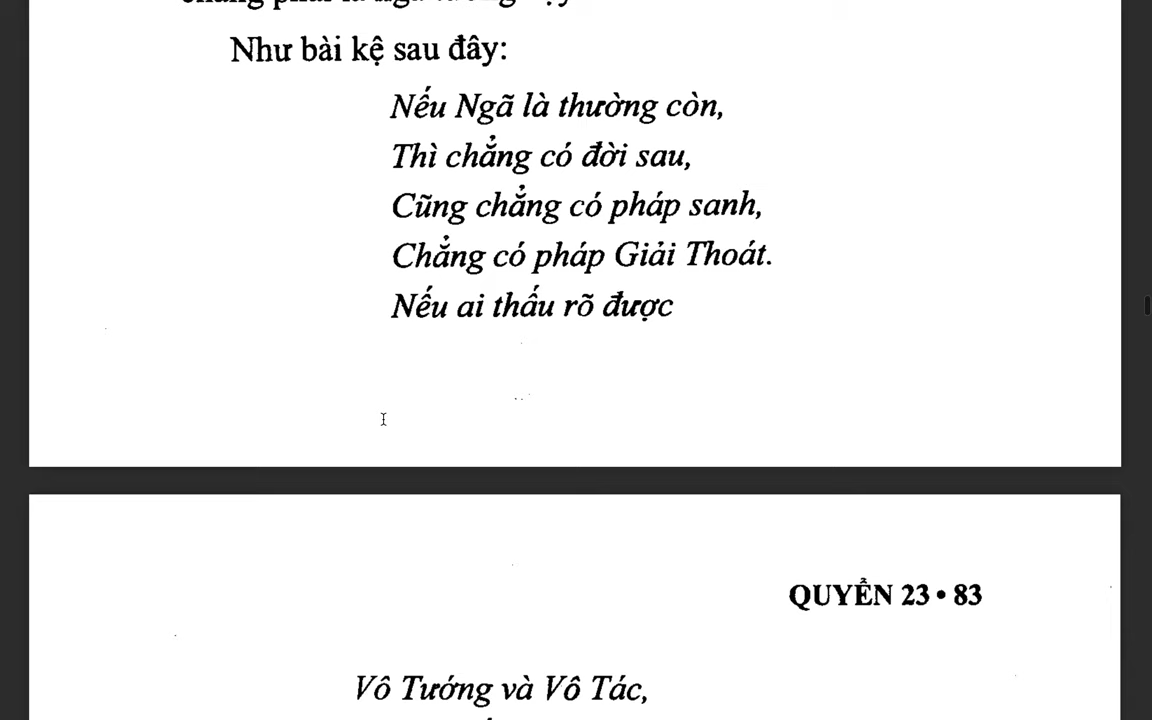 Như bài kệ sau đây:
Nếu Ngã là thường còn,
Thì chẳng có đời sau,
Cũng chẳng có pháp sanh,
Chẳng có pháp Giải Thoát.
Nếu ai thấu rõ được
QUYỂN 23 • 83
Vô Tướng và Vô Tác,